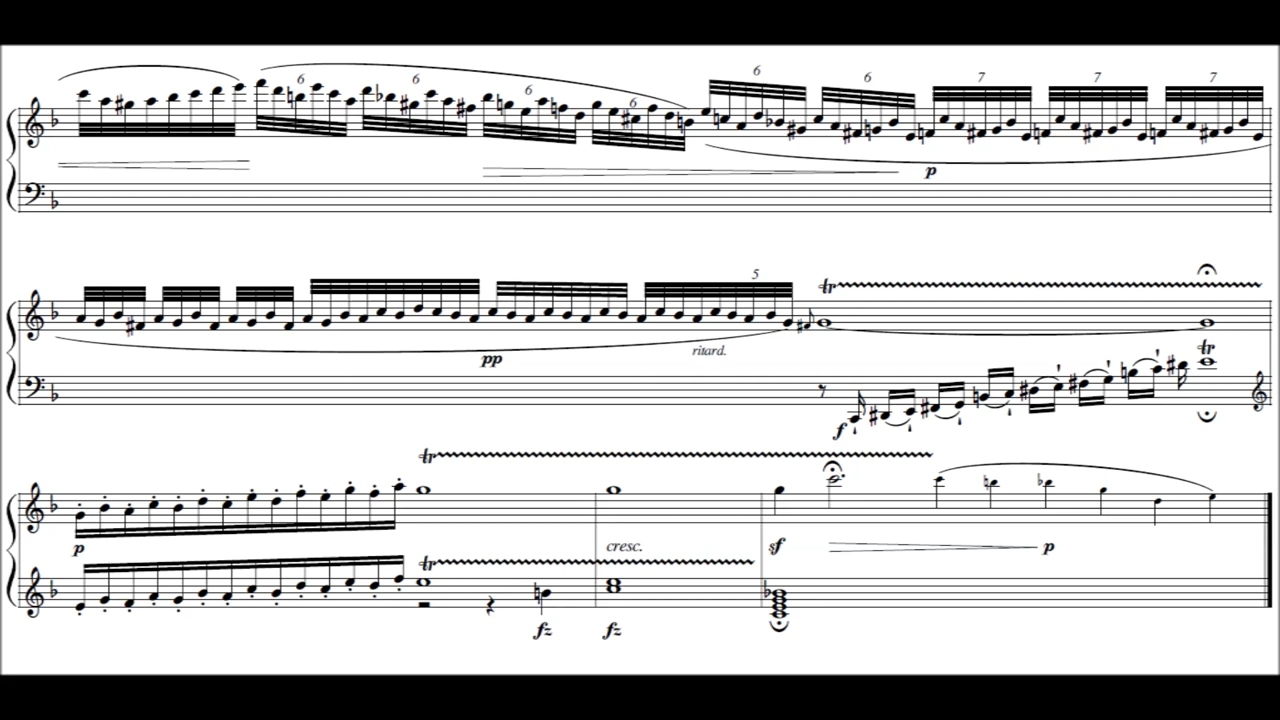 6 6 6 6 6 6 7 7 7
p
5 tr
pp ritard.
tr
f
tr
p cresc. sf p
tr
fz fz